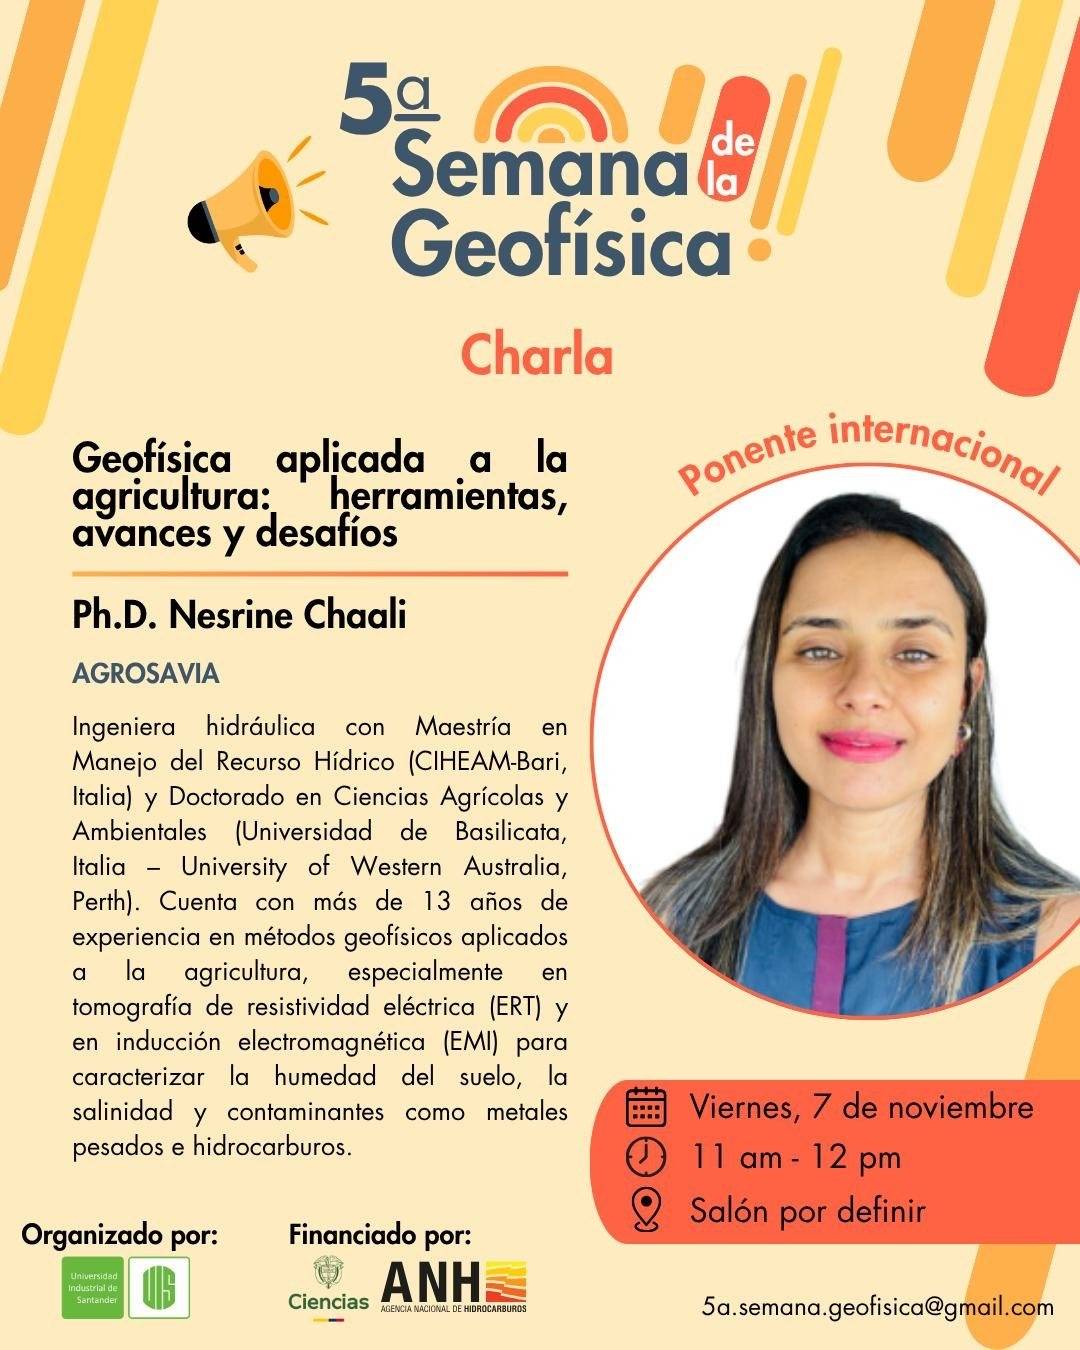 5ª
Semana de la
Geofísica
Charla
Geofísica aplicada a la
agricultura: herramientas,
avances y desafíos
Ponente internacional
Ph.D. Nesrine Chaali
AGROSAVIA
Ingeniera hidráulica con Maestría en
Manejo del Recurso Hídrico (CIHEAM-Bari,
Italia) y Doctorado en Ciencias Agrícolas y
Ambientales (Universidad de Basilicata,
Italia – University of Western Australia,
Perth). Cuenta con más de 13 años de
experiencia en métodos geofísicos aplicados
a la agricultura, especialmente en
tomografía de resistividad eléctrica (ERT) y
en inducción electromagnética (EMI) para
caracterizar la humedad del suelo, la
salinidad y contaminantes como metales
pesados e hidrocarburos.
Viernes, 7 de noviembre
11 am - 12 pm
Salón por definir
Organizado por:
Universidad
Industrial de
Santander
UIS
Financiado por:
Ciencias
ANH
AGENCIA NACIONAL DE HIDROCARBUROS
5a.semana.geofisica@gmail.com